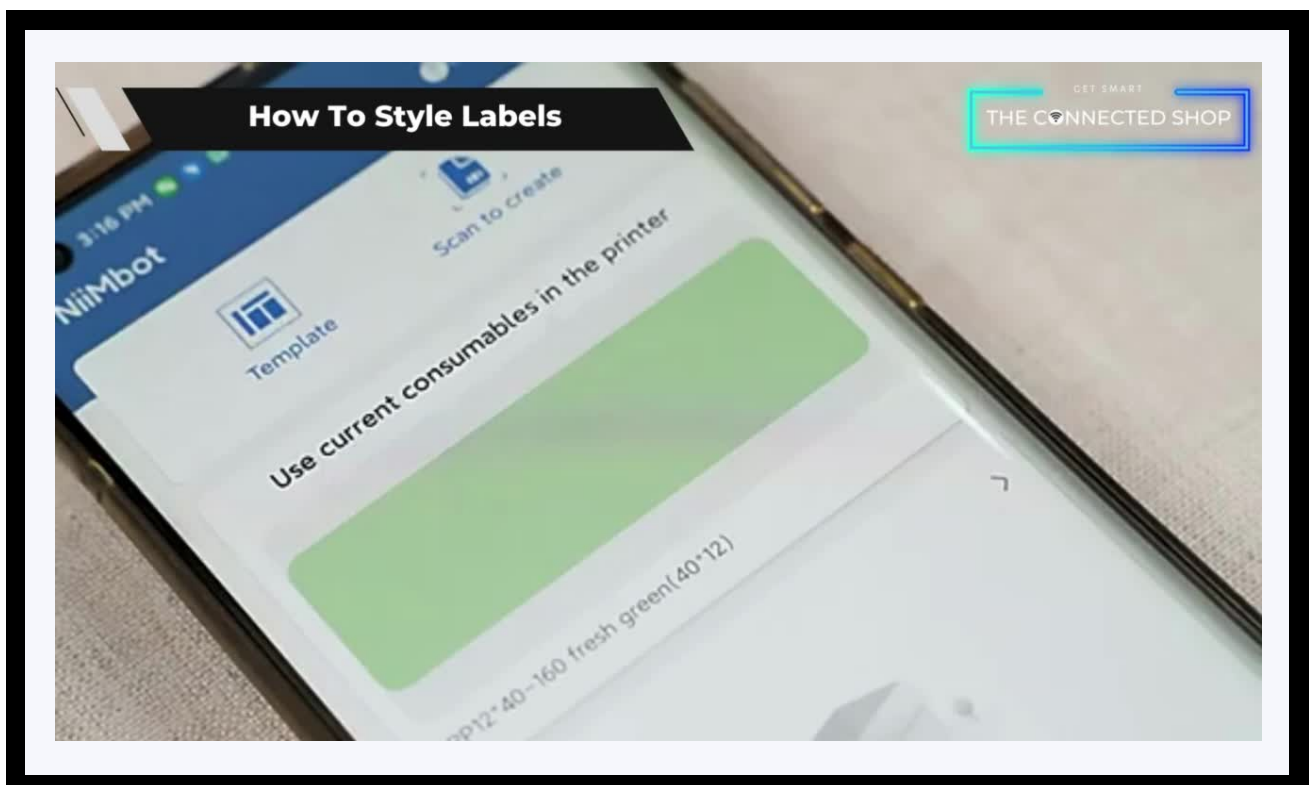 How To Style Labels
GET SMART
THE CONNECTED SHOP
3:16 PM
NiiMbot
Scan to create
Template
Use current consumables in the printer
PP12*40-160 fresh green(40*12)